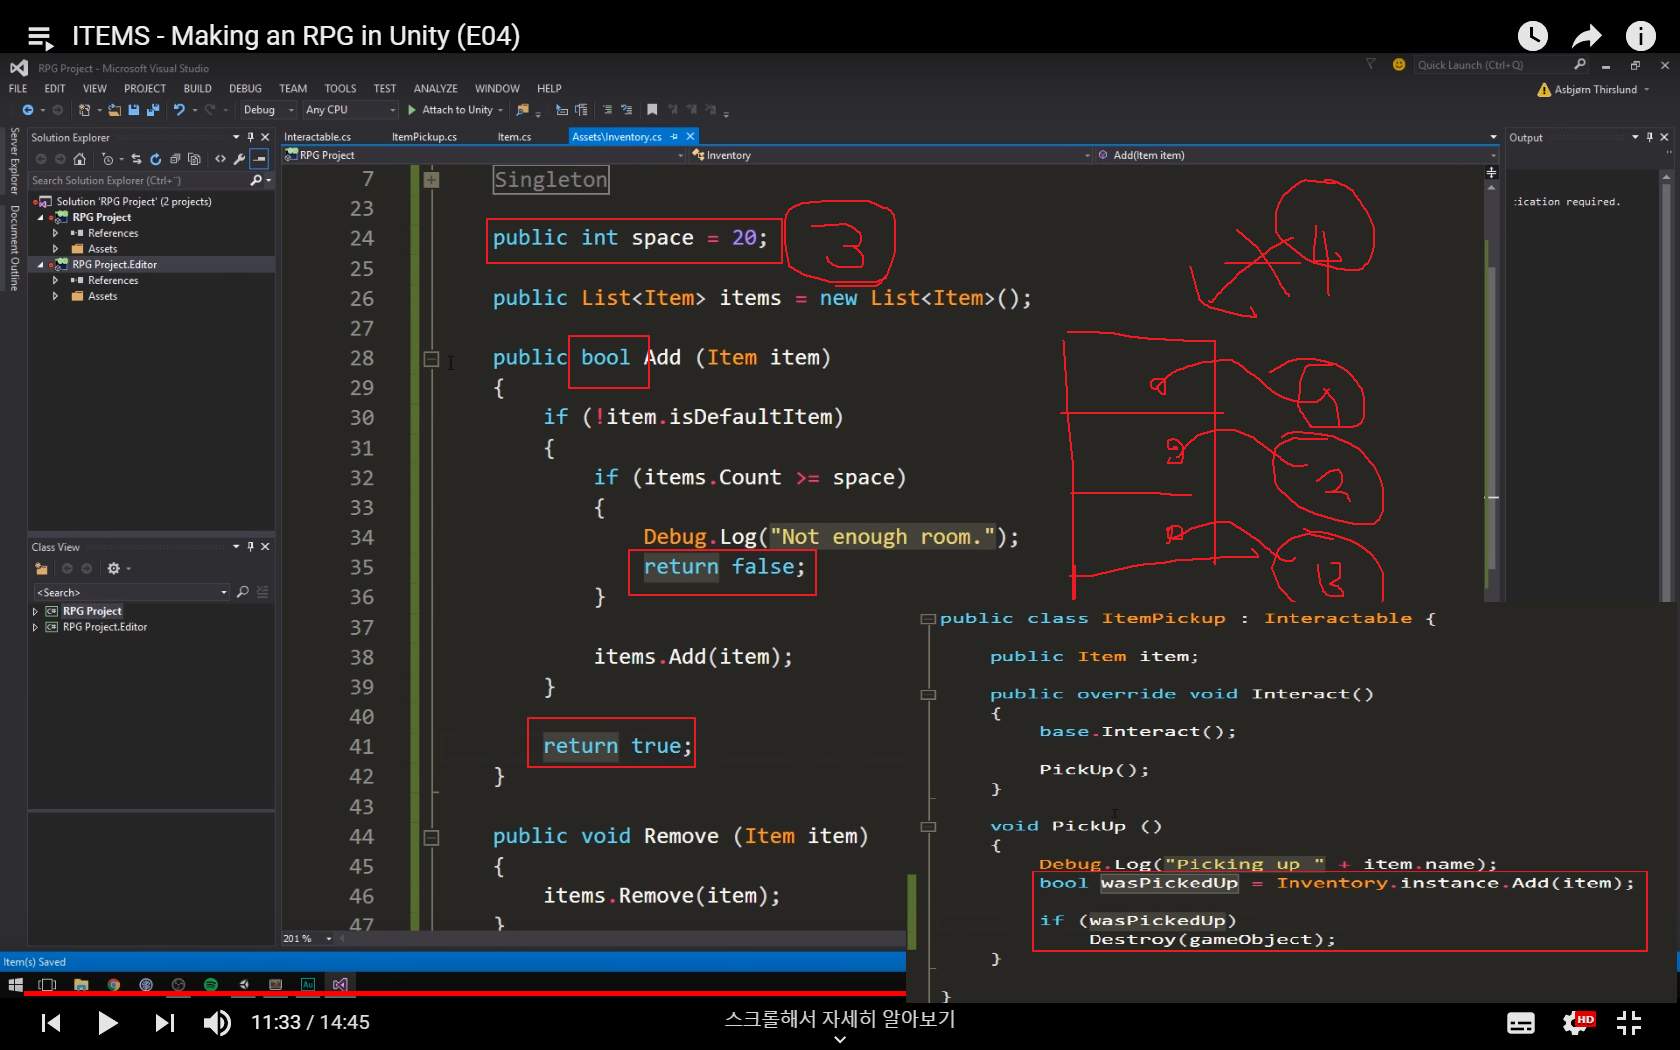 ITEMS - Making an RPG in Unity (E04)
RPG Project - Microsoft Visual Studio
Quick Launch (Ctrl+Q)
FILE EDIT VIEW PROJECT BUILD DEBUG TEAM TOOLS TEST ANALYZE WINDOW HELP
Asbjørn Thirslund
Debug Any CPU Attach to Unity
Server Explorer
Document Outline
Solution Explorer
Search Solution Explorer (Ctrl+¨)
Solution 'RPG Project' (2 projects)
RPG Project
References
Assets
RPG Project.Editor
References
Assets
Class View
<Search>
RPG Project
RPG Project.Editor
Interactable.cs ItemPickup.cs Item.cs Assets\Inventory.cs
RPG Project Inventory Add(Item item)
7 Singleton
23
24 public int space = 20; 3
25
26 public List<Item> items = new List<Item>();
27
28 public bool Add (Item item)
29 {
30 if (!item.isDefaultItem)
31 {
32 if (items.Count >= space)
33 {
34 Debug.Log("Not enough room.");
35 return false;
36 }
37
38 items.Add(item);
39 }
40
41 return true;
42 }
43
44 public void Remove (Item item)
45 {
46 items.Remove(item);
47 }
201 %
4
1
2
3
Output
:ication required.
public class ItemPickup : Interactable {
public Item item;
public override void Interact()
{
base.Interact();
PickUp();
}
void PickUp ()
{
Debug.Log("Picking up " + item.name);
bool wasPickedUp = Inventory.instance.Add(item);
if (wasPickedUp)
Destroy(gameObject);
}
}
Item(s) Saved
Au
11:33 / 14:45
스크롤해서 자세히 알아보기
HD